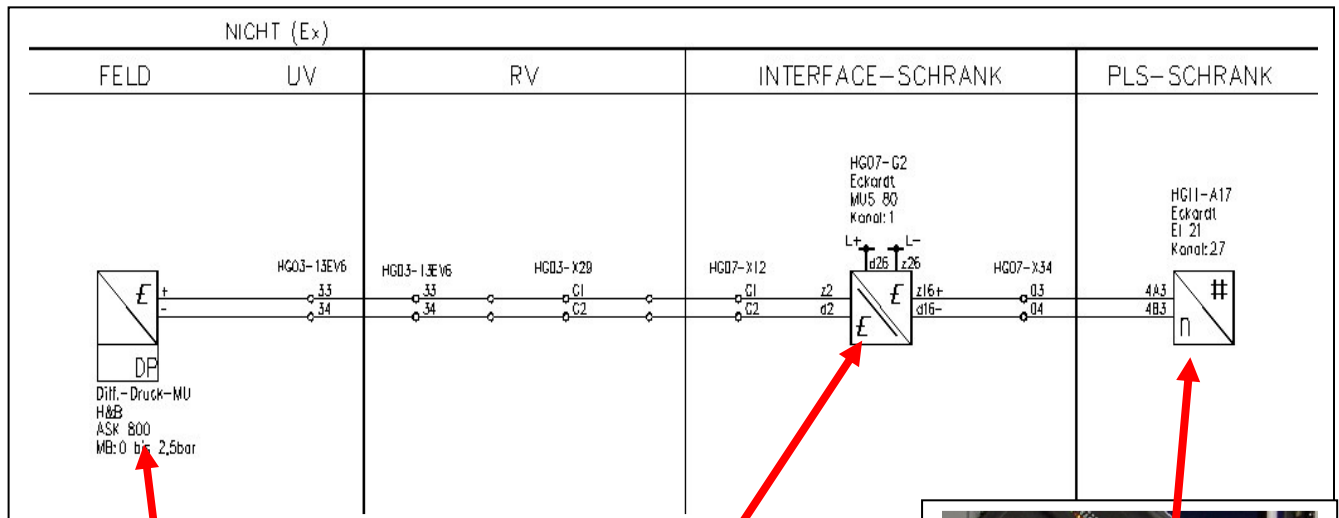 NICHT (Ex)
FELD UV RV INTERFACE-SCHRANK PLS-SCHRANK
HG07-G2
Eckardt
MUS 80
Kanal: 1
L+ L-
d26 z26
HG11-A17
Eckardt
EI 21
Kanal: 27
HG03-13EV6 HG03-13EV6 HG03-X29 HG07-X12 HG07-X34
£ + 33 33 C1 C1 z2 £ z16+ 03 4A3 #
- 34 34 C2 C2 d2 £ d16- 04 4B3 n
DP
Diff.-Druck-MU
H&B
ASK 800
MB: 0 bis 2,5bar